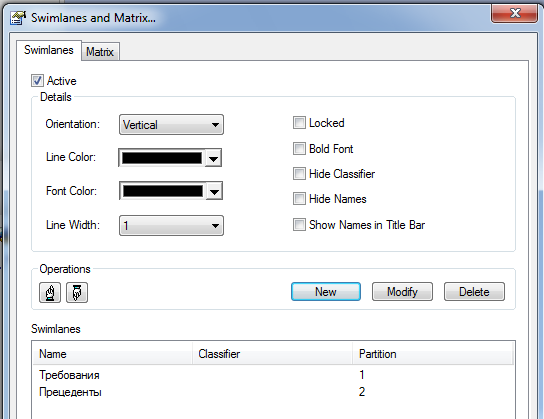 Swimlanes and Matrix...
Swimlanes Matrix
Active
Details
Orientation: Vertical Locked
Bold Font
Line Color: Hide Classifier
Font Color: Hide Names
Line Width: 1 Show Names in Title Bar
Operations
New Modify Delete
Swimlanes
Name Classifier Partition
Требования 1
Прецеденты 2